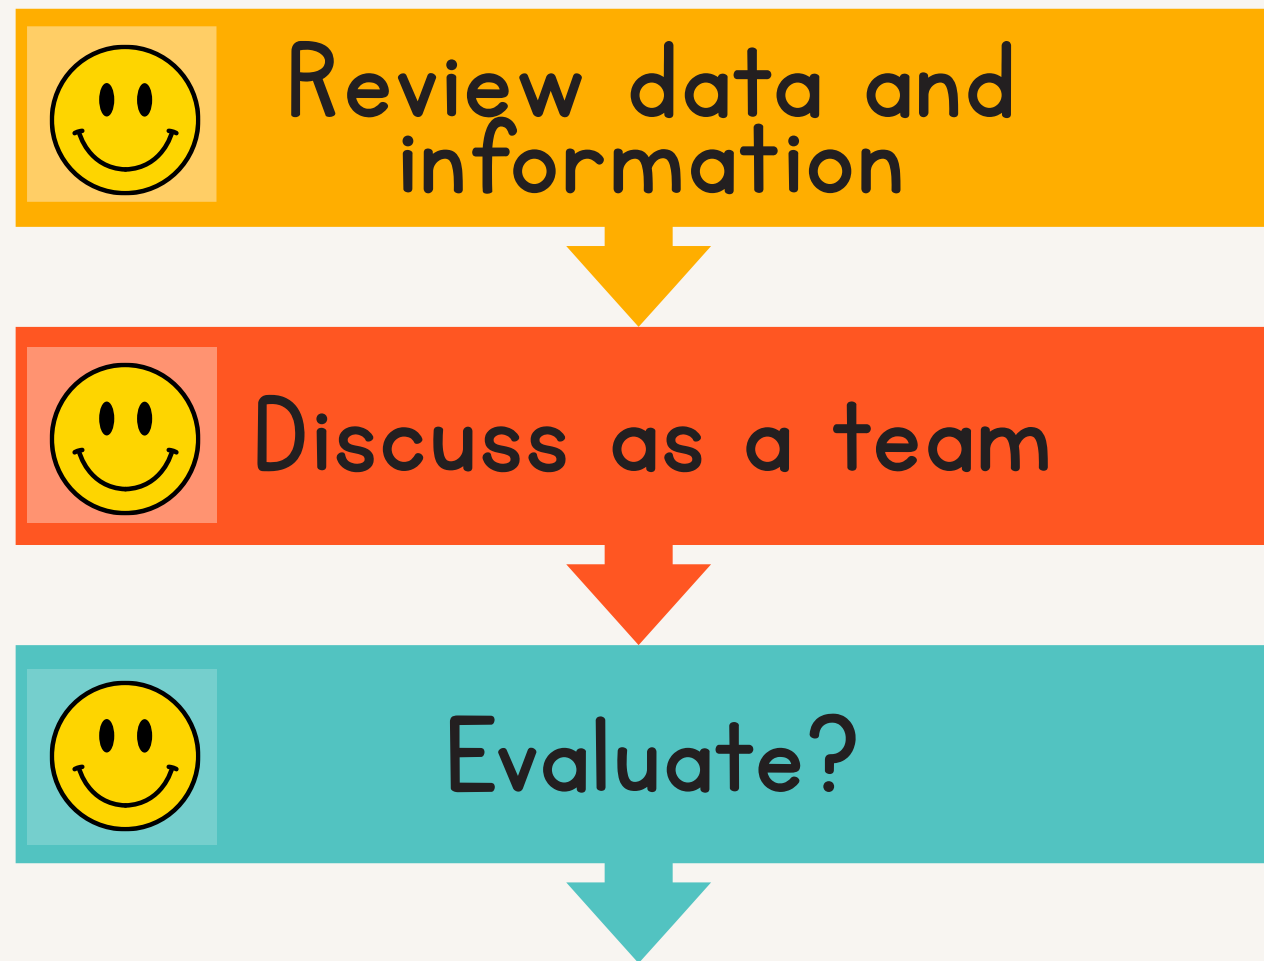 Review data and
information
Discuss as a team
Evaluate?